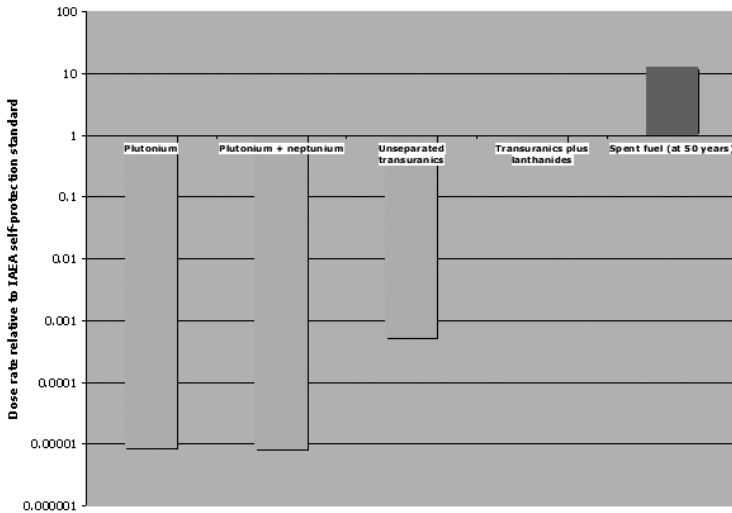 100
10
1
0.1
0.01
0.001
0.0001
0.00001
0.000001
Dose rate relative to IAEA self-protection standard
Plutonium
Plutonium + neptunium
Unseparated
transuranics
Transuranics plus
lanthanides
Spent fuel (at 50 years)